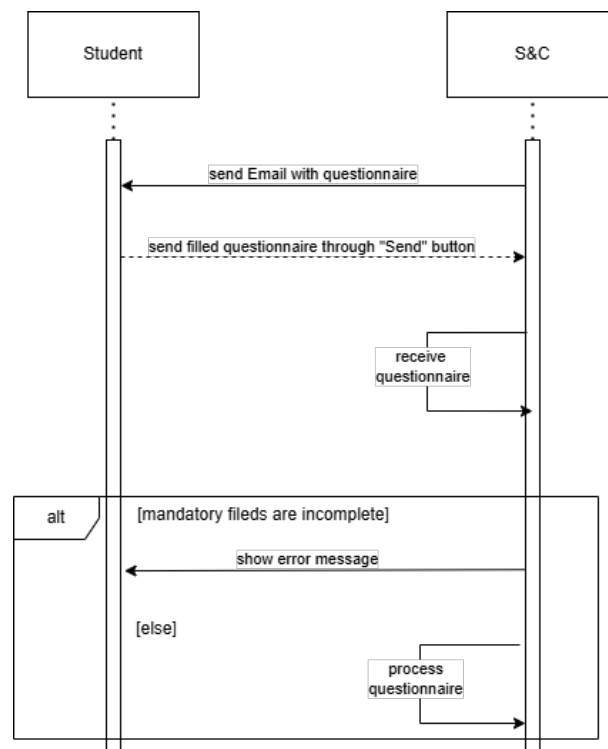 Student
S&C
send Email with questionnaire
send filled questionnaire through "Send" button
receive
questionnaire
alt
[mandatory fileds are incomplete]
show error message
[else]
process
questionnaire